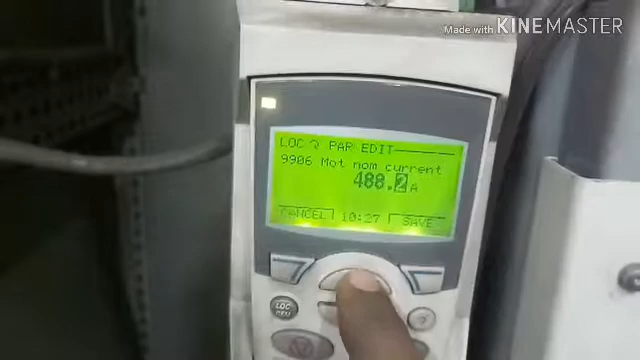 Made with KINEMASTER
LOC PAR EDIT
9906 Mot nom current
488.2 A
CANCEL 10:27 SAVE
LOC
REM
?